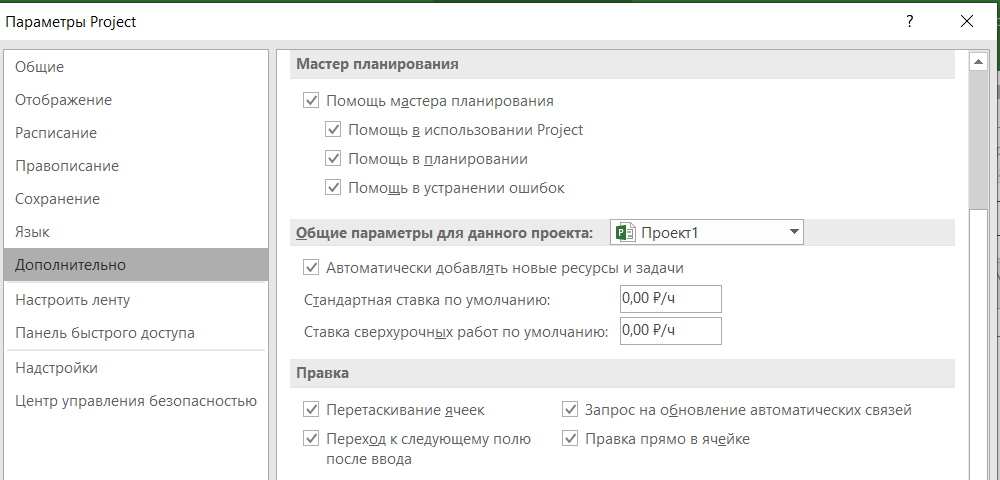 Параметры Project
?
Общие
Отображение
Расписание
Правописание
Сохранение
Язык
Дополнительно
Настроить ленту
Панель быстрого доступа
Надстройки
Центр управления безопасностью
Мастер планирования
Помощь мастера планирования
Помощь в использовании Project
Помощь в планировании
Помощь в устранении ошибок
Общие параметры для данного проекта: Проект1
Автоматически добавлять новые ресурсы и задачи
Стандартная ставка по умолчанию: 0,00 ₽/ч
Ставка сверхурочных работ по умолчанию: 0,00 ₽/ч
Правка
Перетаскивание ячеек
Запрос на обновление автоматических связей
Переход к следующему полю
после ввода
Правка прямо в ячейке